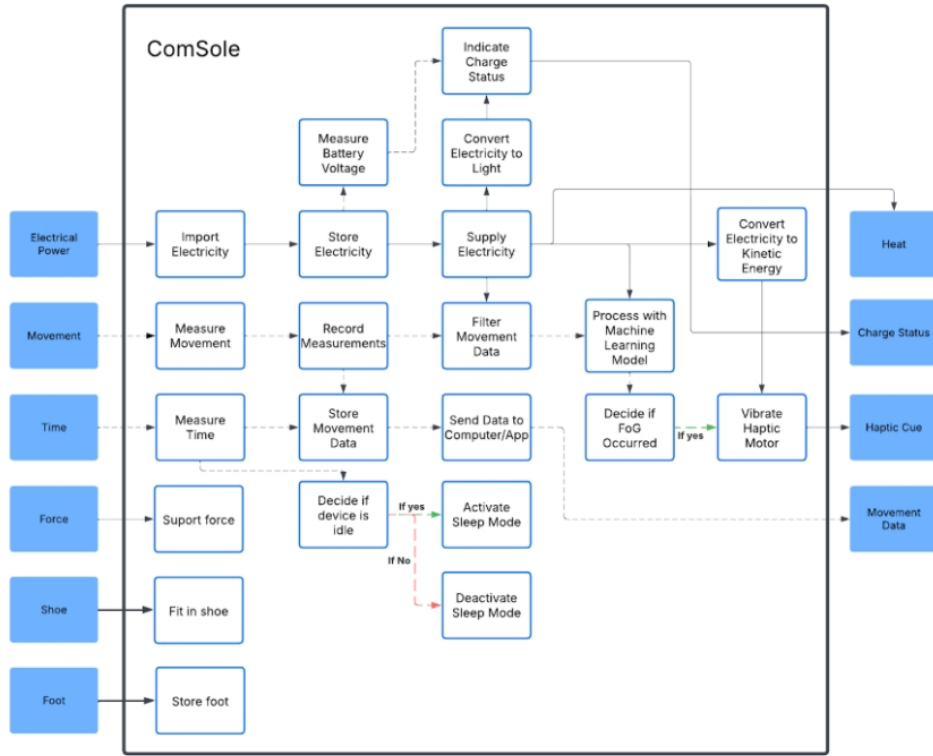 ComSole
Indicate
Charge
Status
Measure
Battery
Voltage
Convert
Electricity to
Light
Electrical
Power
Import
Electricity
Store
Electricity
Supply
Electricity
Convert
Electricity to
Kinetic
Energy
Heat
Movement
Measure
Movement
Record
Measurements
Filter
Movement
Data
Process with
Machine
Learning
Model
Charge Status
Time
Measure
Time
Store
Movement
Data
Send Data to
Computer/App
Decide if
FoG
Occurred
If yes
Vibrate
Haptic
Motor
Haptic Cue
Force
Suport force
Decide if
device is
idle
If yes
Activate
Sleep Mode
Movement
Data
If No
Shoe
Fit in shoe
Deactivate
Sleep Mode
Foot
Store foot